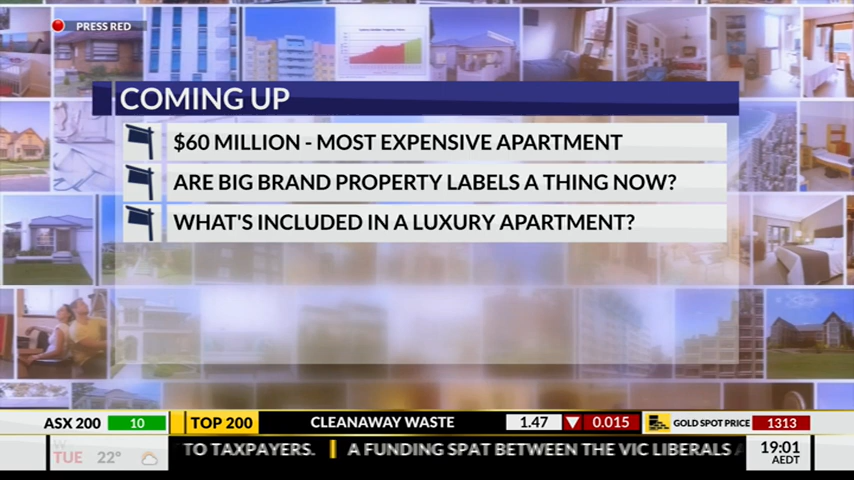 PRESS RED
COMING UP
$60 MILLION - MOST EXPENSIVE APARTMENT
ARE BIG BRAND PROPERTY LABELS A THING NOW?
WHAT'S INCLUDED IN A LUXURY APARTMENT?
ASX 200 10 TOP 200 CLEANAWAY WASTE 1.47 0.015 GOLD SPOT PRICE 1313
TUE 22° TO TAXPAYERS. A FUNDING SPAT BETWEEN THE VIC LIBERALS 19:01
AEDT